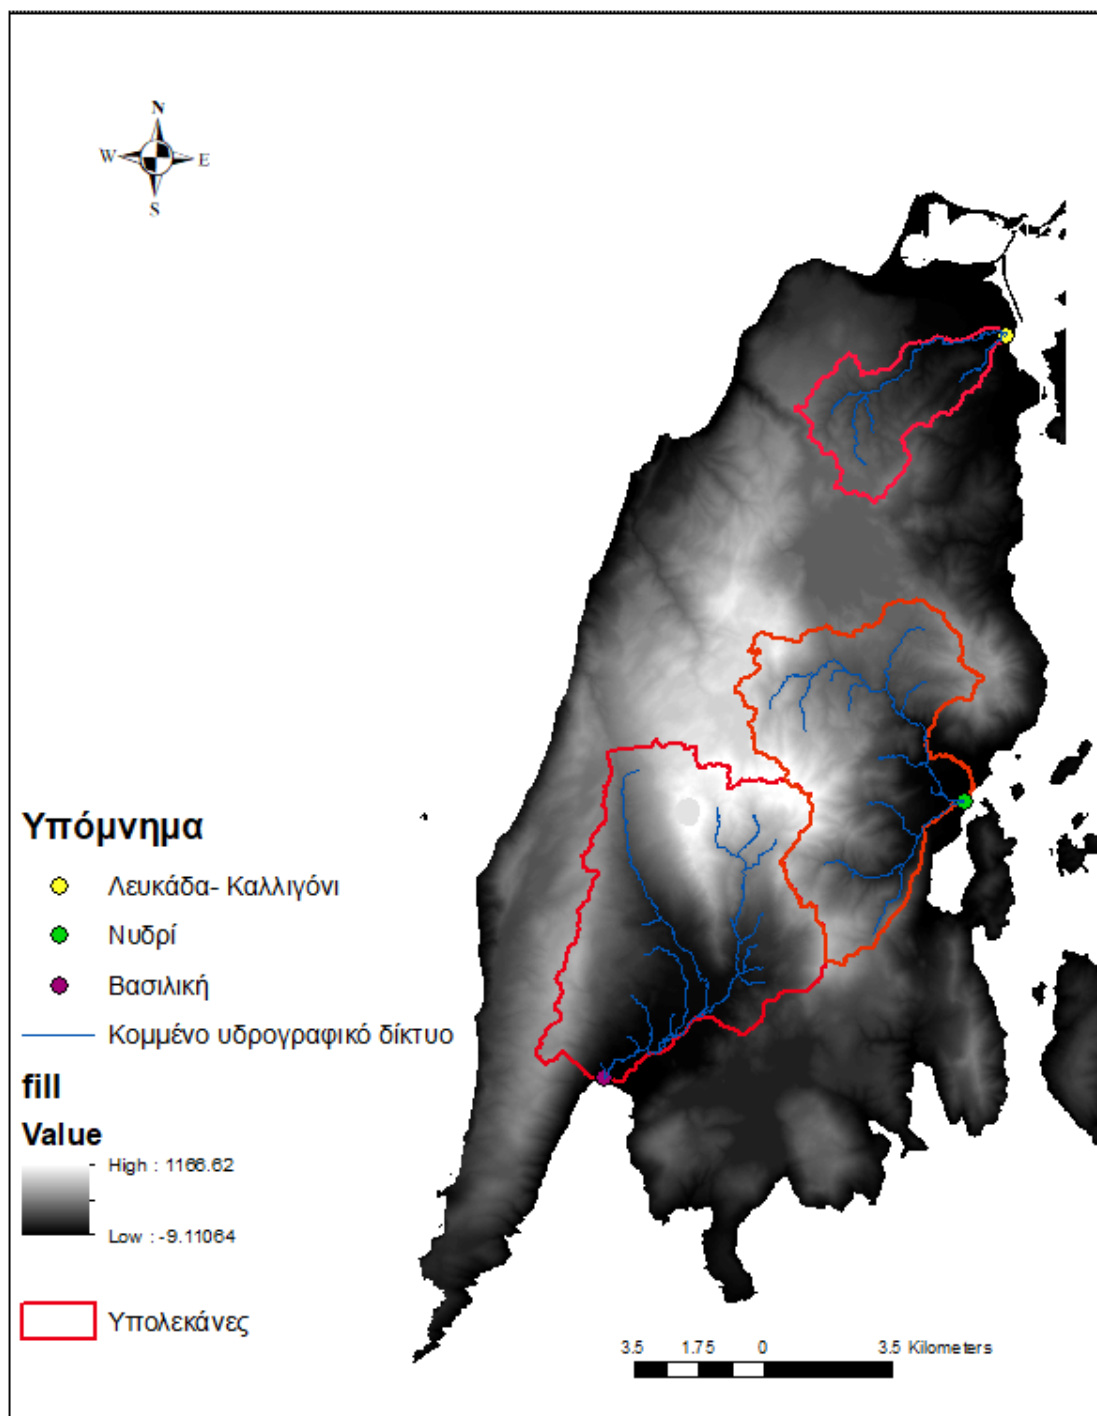 N
W E
S
Υπόμνημα
Λευκάδα- Καλλιγόνι
Νυδρί
Βασιλική
Κομμένο υδρογραφικό δίκτυο
fill
Value
High : 1166.62
Low : -9.11064
Υπολεκάνες
3.5 1.75 0 3.5 Kilometers